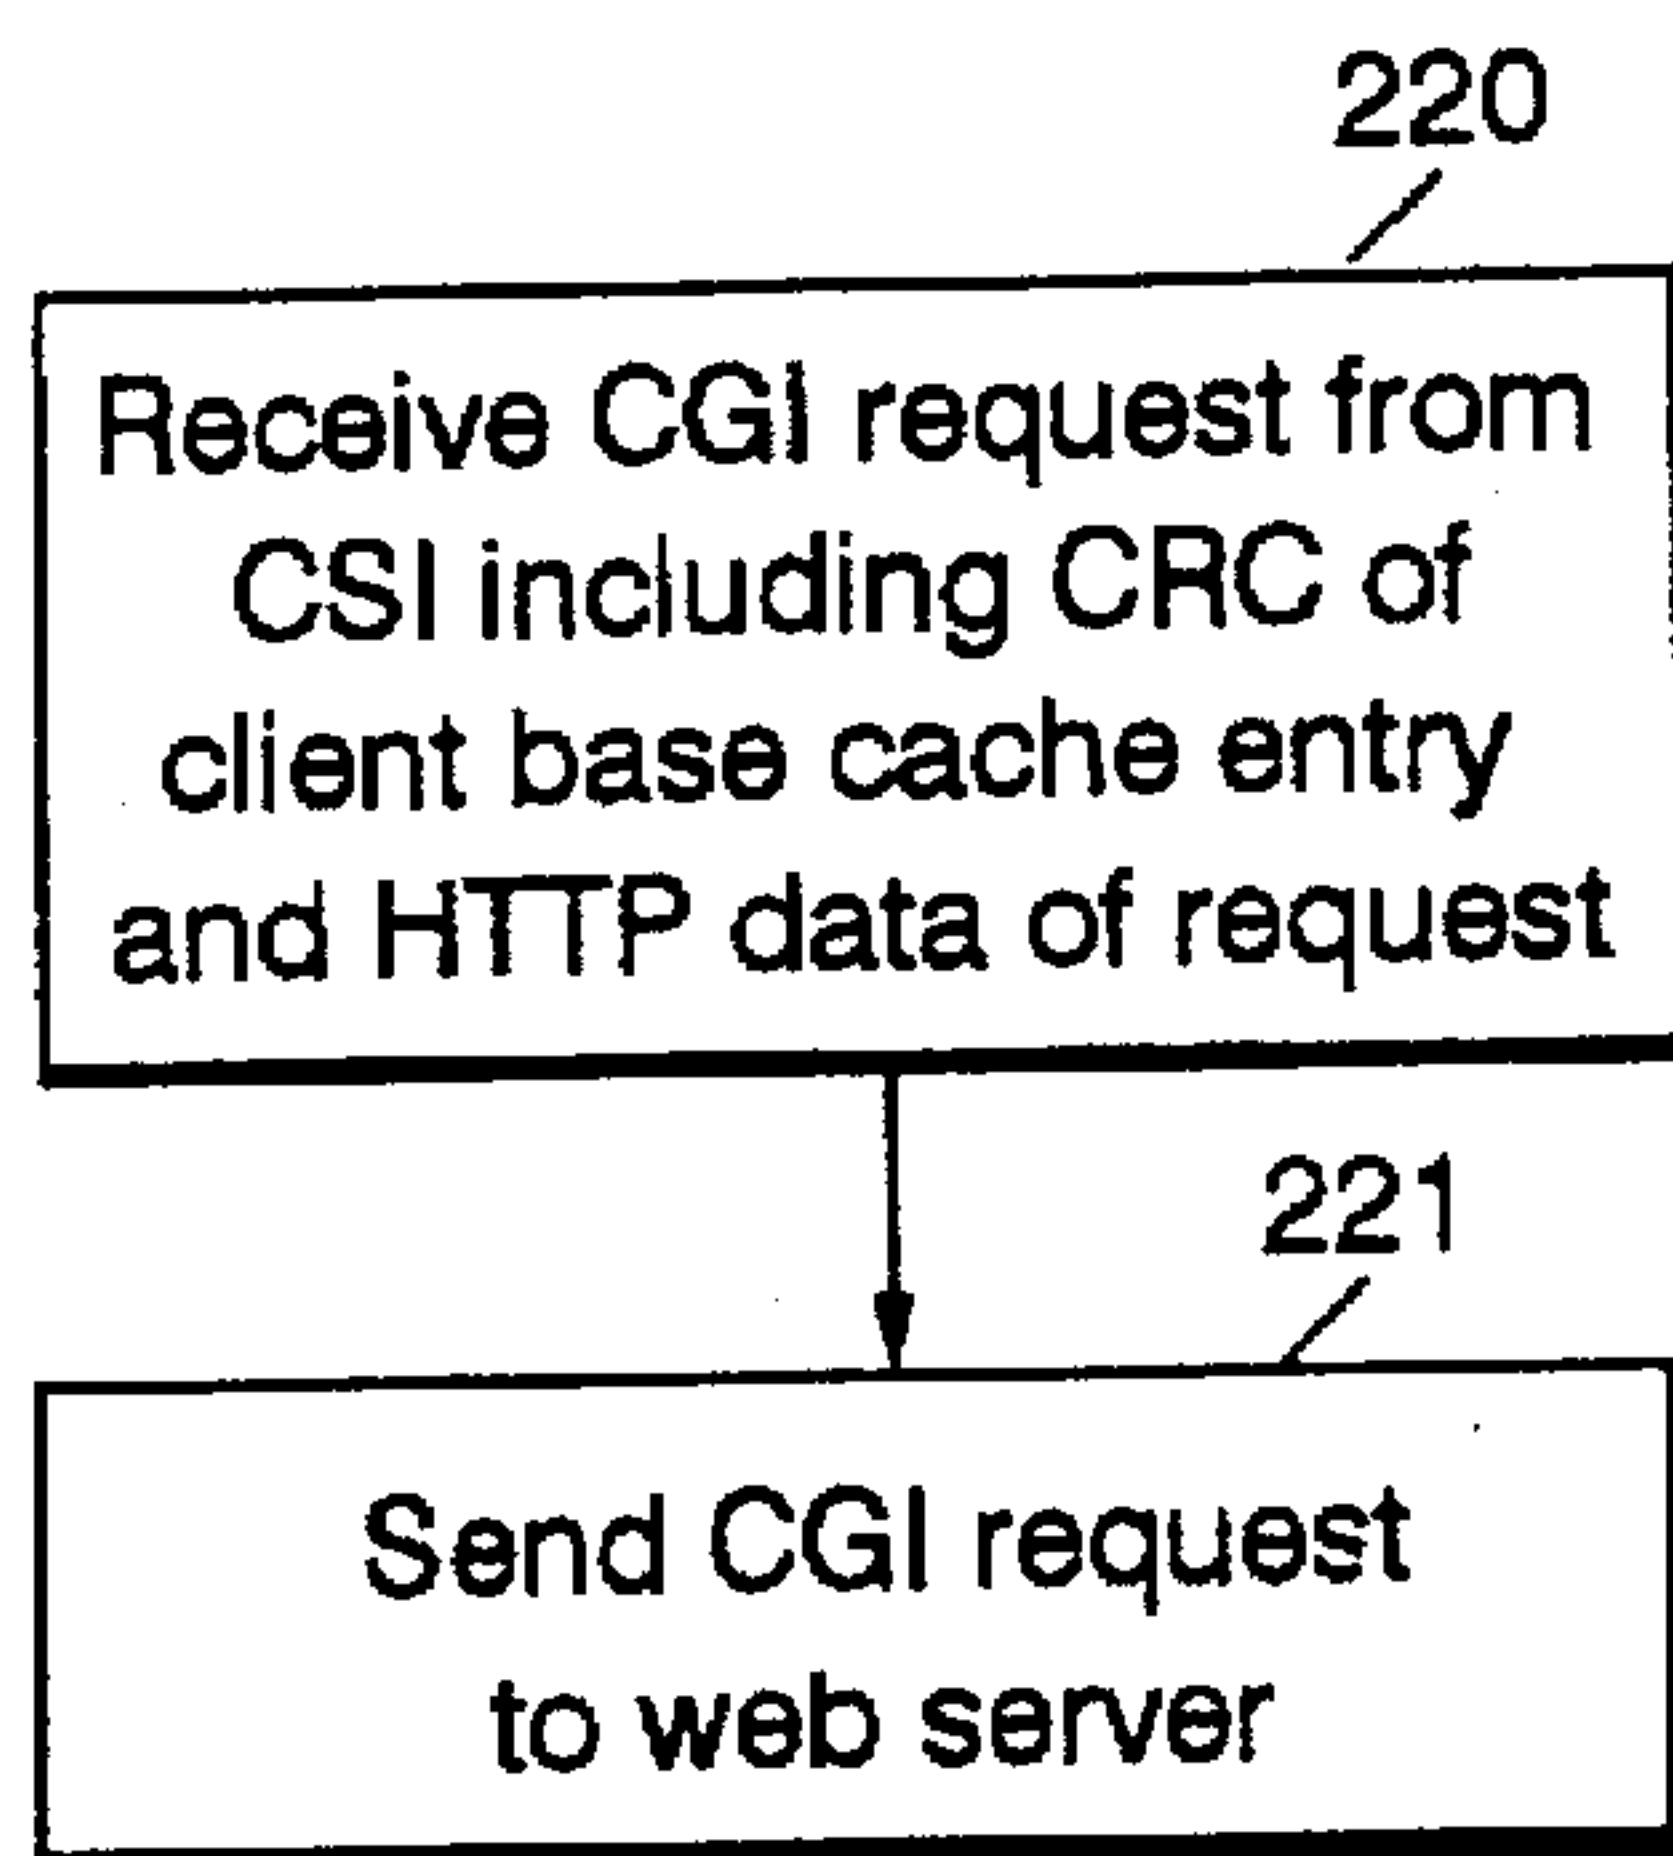 220
Receive CGI request from
CSI including CRC of
client base cache entry
and HTTP data of request
221
Send CGI request
to web server